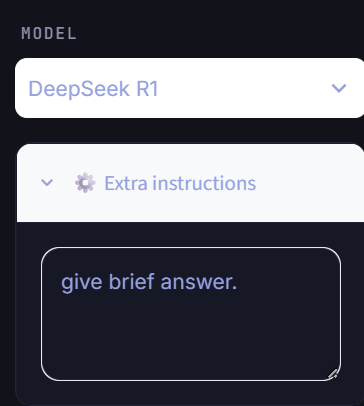 MODEL
DeepSeek R1
Extra instructions
give brief answer.